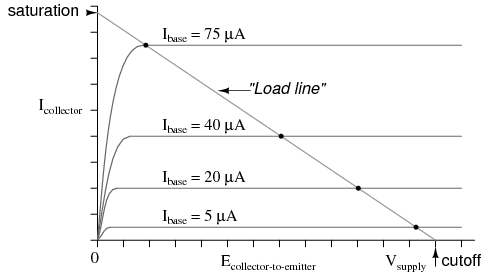 saturation
Ibase = 75 μA
"Load line"
Icollector
Ibase = 40 μA
Ibase = 20 μA
Ibase = 5 μA
0
Ecollector-to-emitter
Vsupply
cutoff